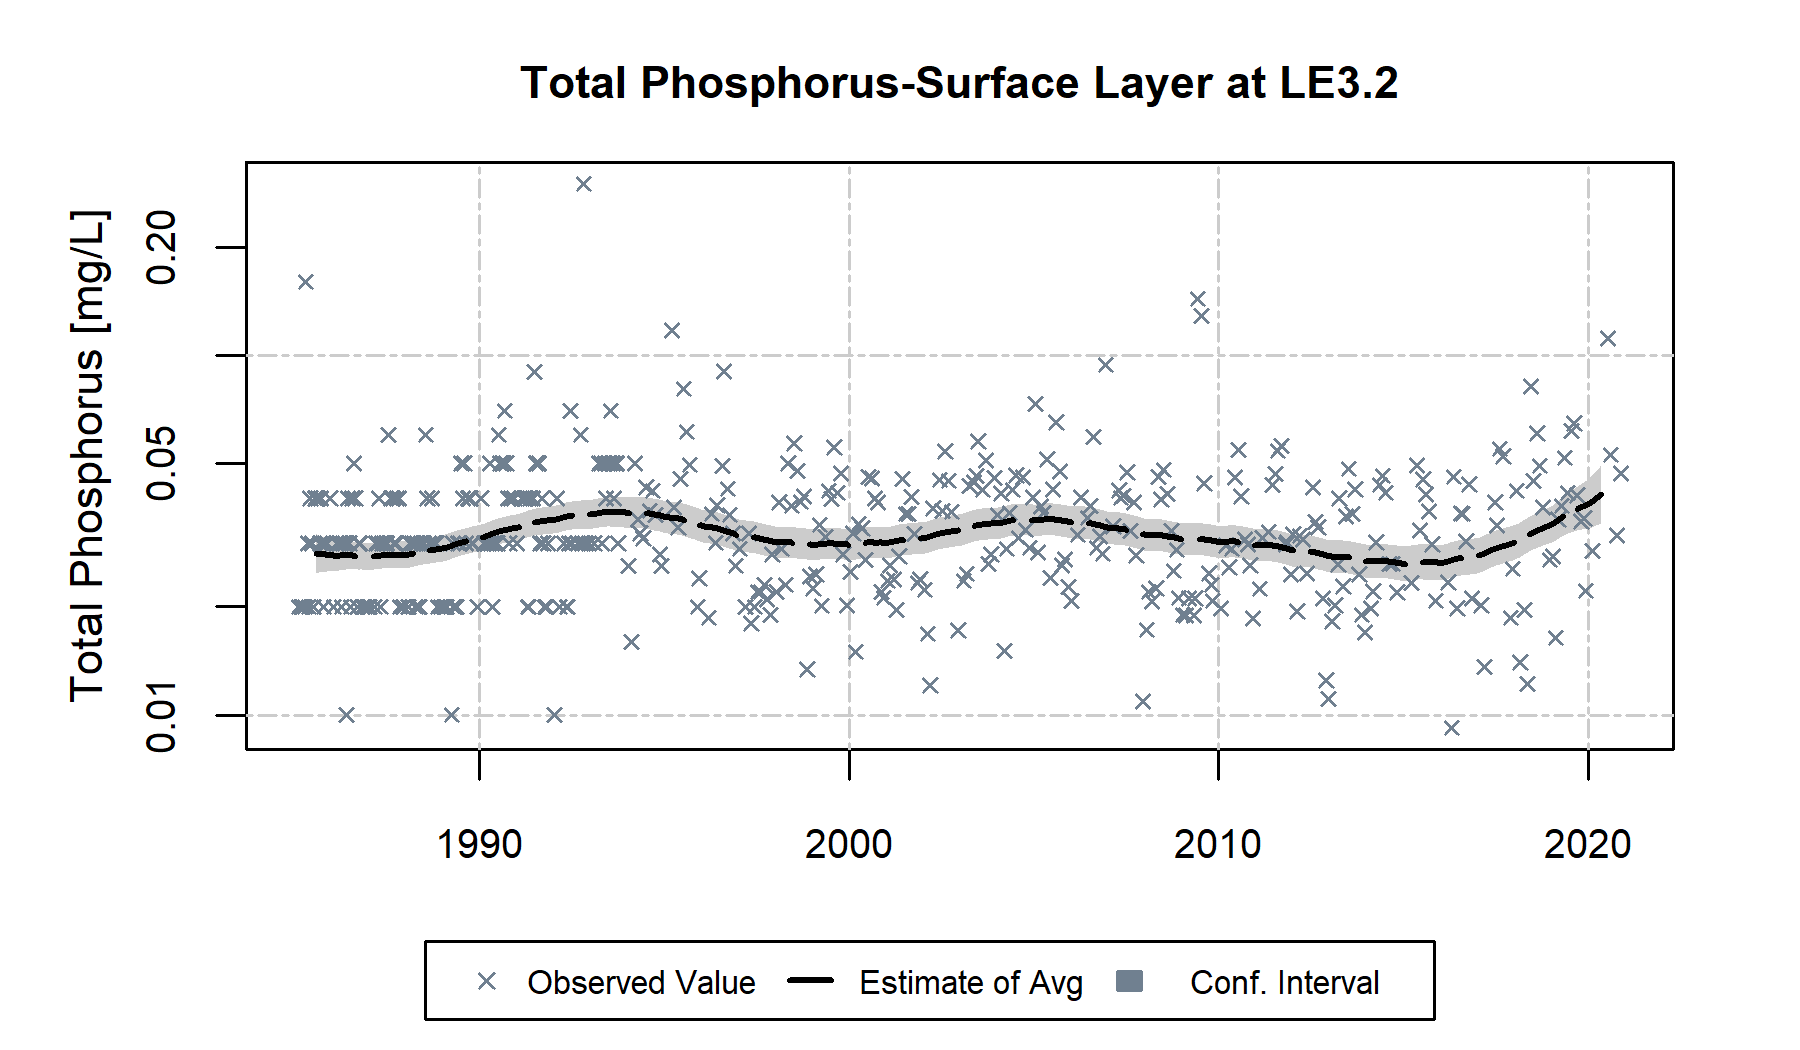 Total Phosphorus-Surface Layer at LE3.2
Total Phosphorus [mg/L]
0.20
0.05
0.01
1990 2000 2010 2020
Observed Value Estimate of Avg Conf. Interval